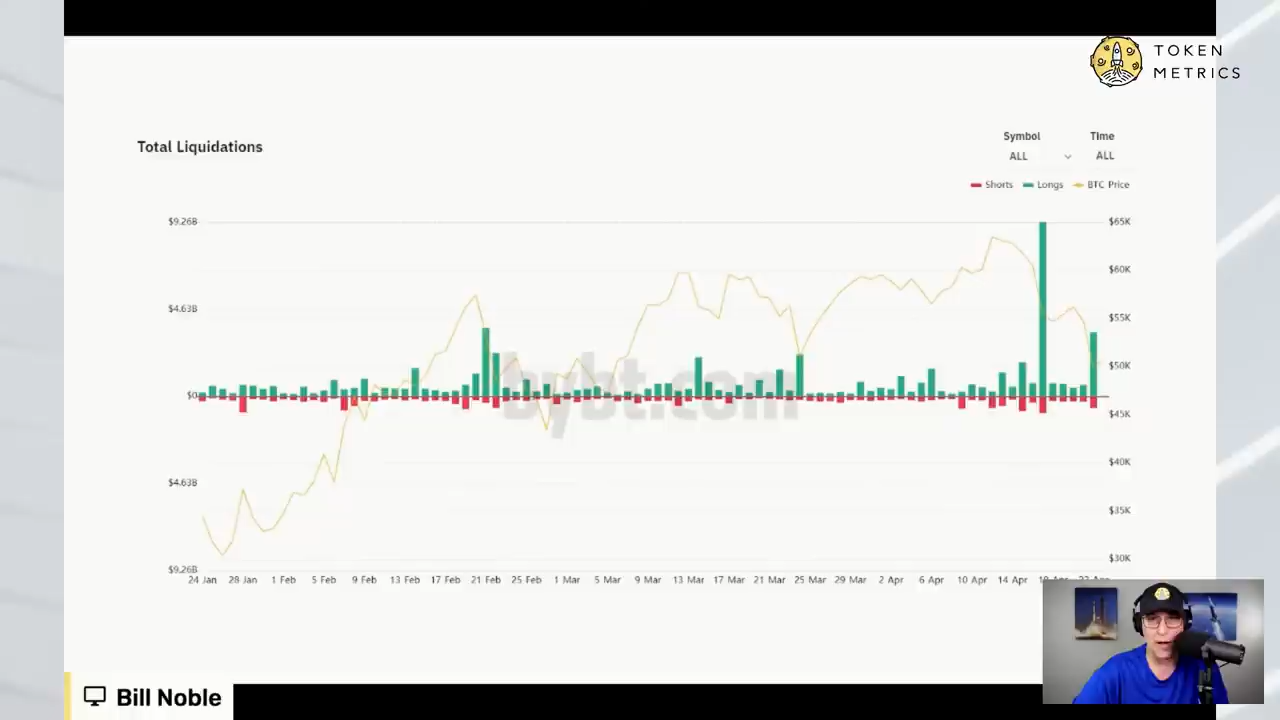 TOKEN
METRICS
Total Liquidations
Symbol
Time
ALL
ALL
Shorts
Longs
BTC Price
$9.26B
$4.63B
$0
$4.63B
$9.26B
$65K
$60K
$55K
$50K
$45K
$40K
$35K
$30K
bybt.com
24 Jan
28 Jan
1 Feb
5 Feb
9 Feb
13 Feb
17 Feb
21 Feb
25 Feb
1 Mar
5 Mar
9 Mar
13 Mar
17 Mar
21 Mar
25 Mar
29 Mar
2 Apr
6 Apr
10 Apr
14 Apr
Bill Noble